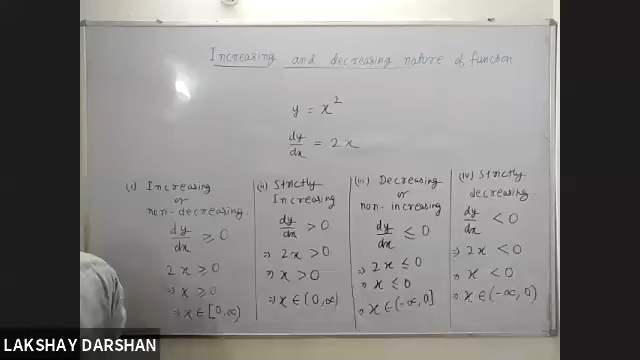 Increasing and decreasing nature of function
y = x²
dy/dx = 2x
(i) Increasing
or
non-decreasing
dy/dx ≥ 0
2x ≥ 0
⇒ x ≥ 0
⇒ x ∈ [0,∞)
(ii) Strictly
Increasing
dy/dx > 0
⇒ 2x > 0
⇒ x > 0
⇒ x ∈ (0,∞)
(iii) Decreasing
or
non-increasing
dy/dx ≤ 0
⇒ 2x ≤ 0
⇒ x ≤ 0
⇒ x ∈ (-∞, 0]
(iv) Strictly
decreasing
dy/dx < 0
⇒ 2x < 0
⇒ x < 0
⇒ x ∈ (-∞, 0)
LAKSHAY DARSHAN